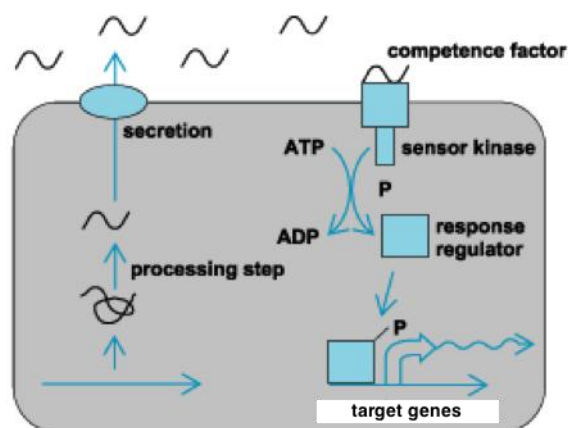 competence factor
secretion
ATP
sensor kinase
P
ADP
response
regulator
processing step
P
target genes